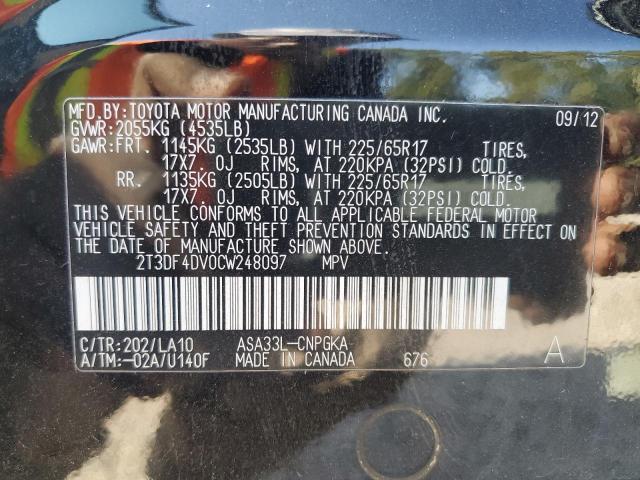 MFD.BY:TOYOTA MOTOR MANUFACTURING CANADA INC. 09/12
GVWR:2055KG (4535LB)
GAWR:FRT. 1145KG (2535LB) WITH 225/65R17 TIRES,
17X7.0J RIMS, AT 220KPA (32PSI) COLD.
RR. 1135KG (2505LB) WITH 225/65R17 TIRES,
17X7.0J RIMS, AT 220KPA (32PSI) COLD.
THIS VEHICLE CONFORMS TO ALL APPLICABLE FEDERAL MOTOR
VEHICLE SAFETY AND THEFT PREVENTION STANDARDS IN EFFECT ON
THE DATE OF MANUFACTURE SHOWN ABOVE.
2T3DF4DV0CW248097 MPV
C/TR:202/LA10 ASA33L-CNPGKA
A/TM:-02A/U140F MADE IN CANADA 676 A